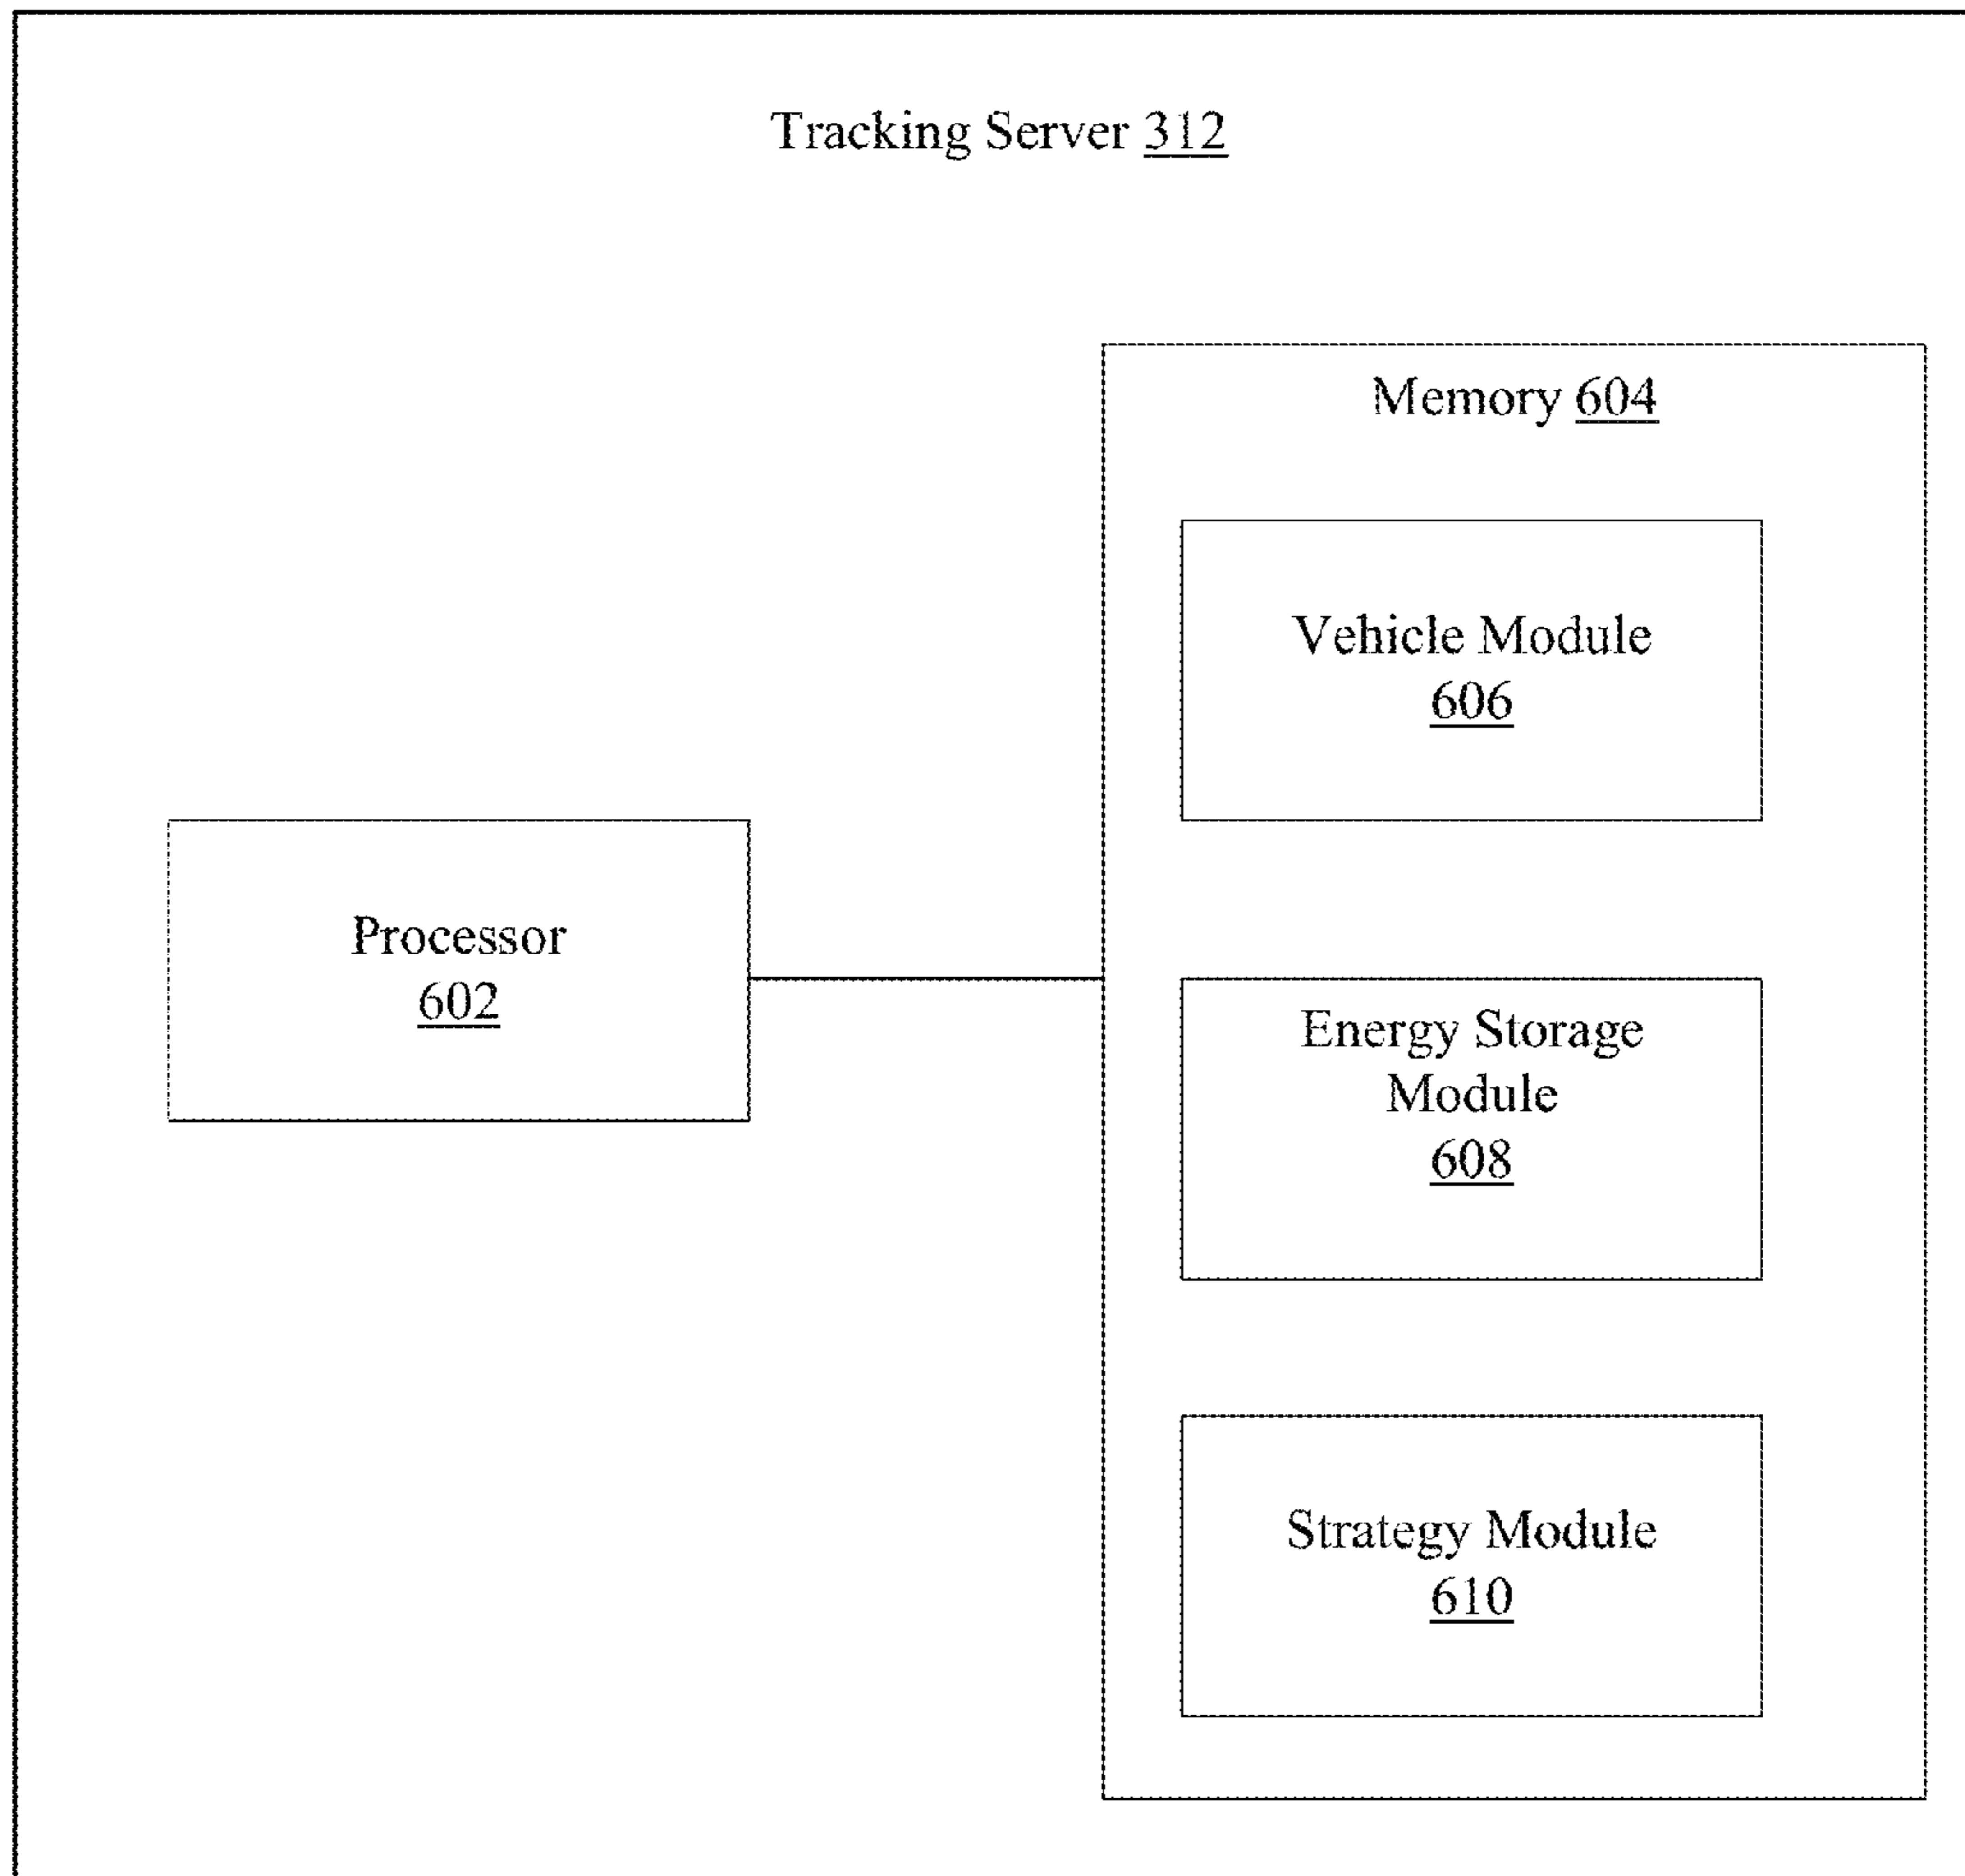 Tracking Server 312
Memory 604
Vehicle Module
606
Processor
602
Energy Storage
Module
608
Strategy Module
610